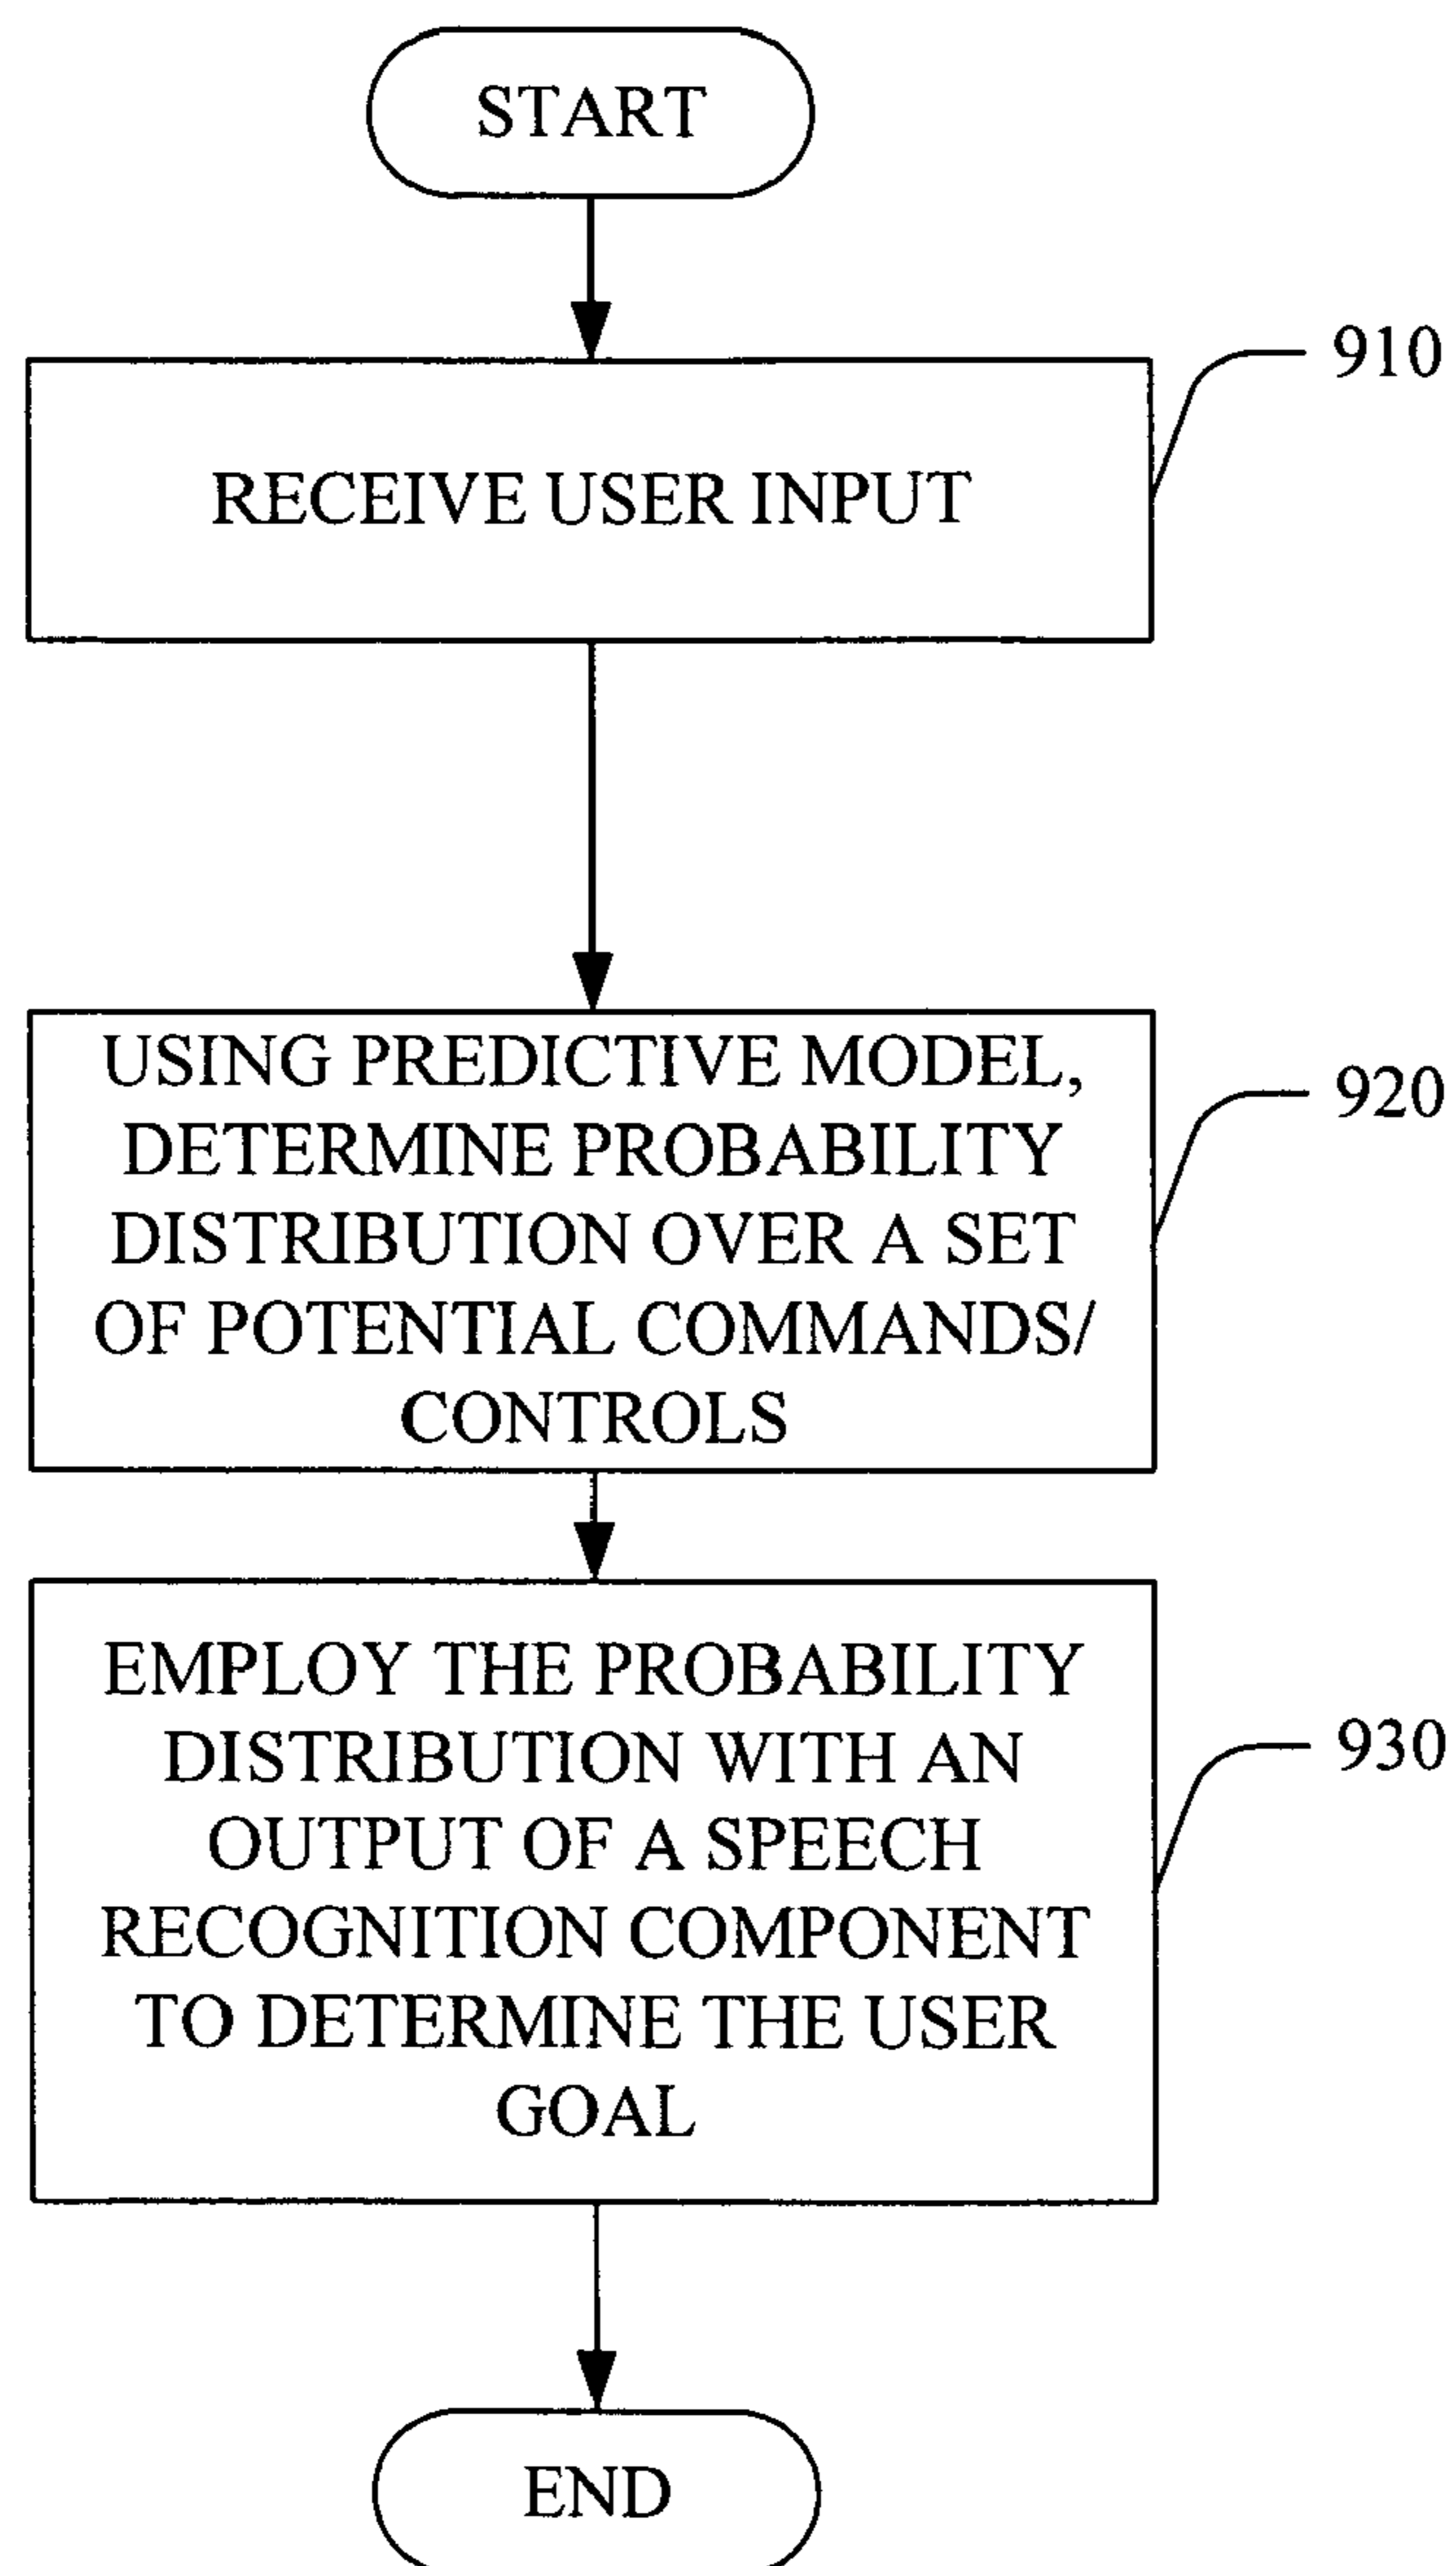 START
910
RECEIVE USER INPUT
920
USING PREDICTIVE MODEL,
DETERMINE PROBABILITY
DISTRIBUTION OVER A SET
OF POTENTIAL COMMANDS/
CONTROLS
930
EMPLOY THE PROBABILITY
DISTRIBUTION WITH AN
OUTPUT OF A SPEECH
RECOGNITION COMPONENT
TO DETERMINE THE USER
GOAL
END